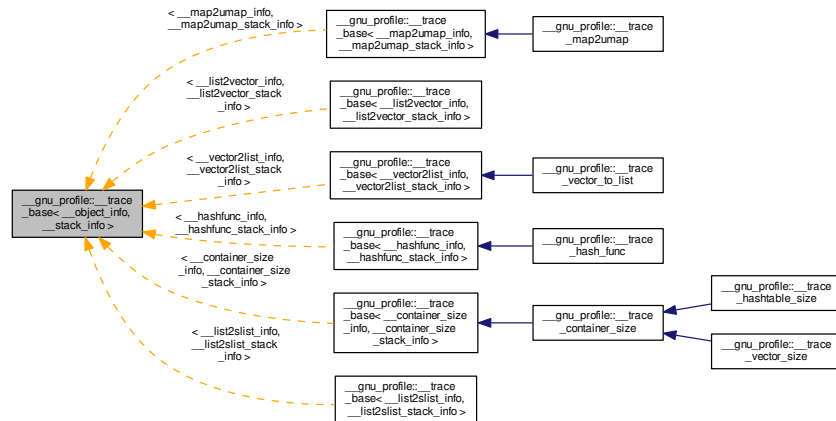 < __map2umap_info,
__map2umap_stack_info >
__gnu_profile::__trace
_base< __map2umap_info,
__map2umap_stack_info >
__gnu_profile::__trace
_map2umap
< __list2vector_info,
__list2vector_stack
_info >
__gnu_profile::__trace
_base< __list2vector_info,
__list2vector_stack_info >
< __vector2list_info,
__vector2list_stack
_info >
__gnu_profile::__trace
_base< __vector2list_info,
__vector2list_stack_info >
__gnu_profile::__trace
_vector_to_list
__gnu_profile::__trace
_base< __object_info,
__stack_info >
< __hashfunc_info,
__hashfunc_stack_info >
__gnu_profile::__trace
_base< __hashfunc_info,
__hashfunc_stack_info >
__gnu_profile::__trace
_hash_func
< __container_size
_info, __container_size
_stack_info >
__gnu_profile::__trace
_base< __container_size
_info, __container_size
_stack_info >
__gnu_profile::__trace
_container_size
__gnu_profile::__trace
_hashtable_size
__gnu_profile::__trace
_vector_size
< __list2slist_info,
__list2slist_stack
_info >
__gnu_profile::__trace
_base< __list2slist_info,
__list2slist_stack_info >